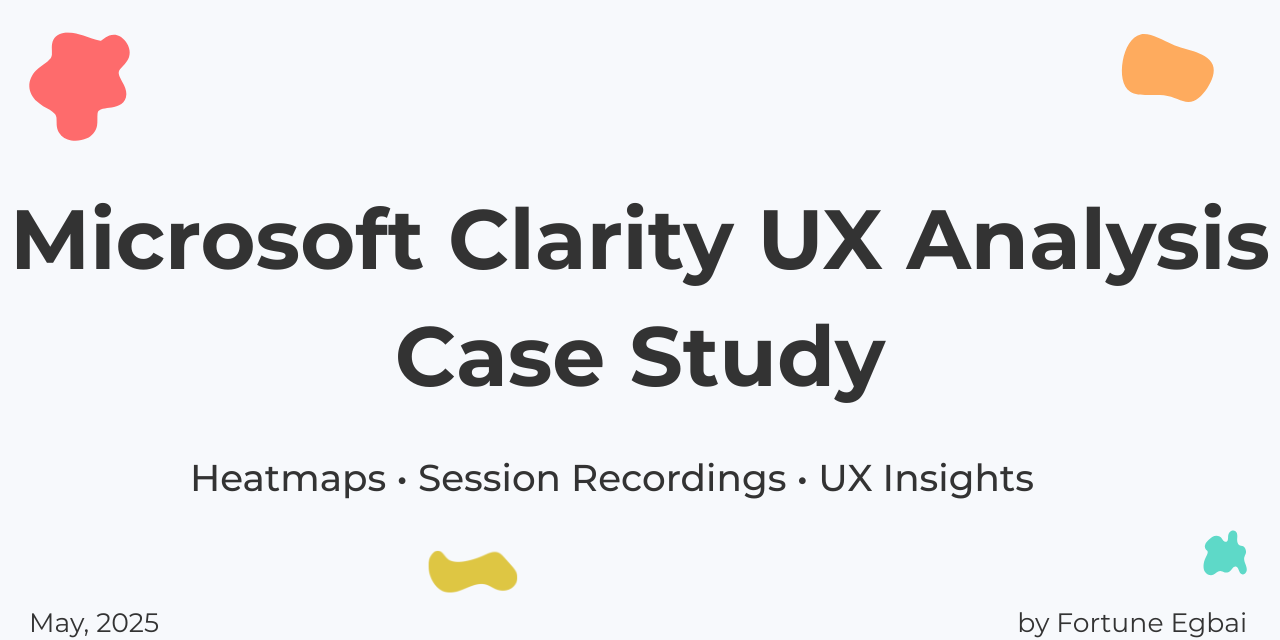 Microsoft Clarity UX Analysis
Case Study
Heatmaps • Session Recordings • UX Insights
May, 2025
by Fortune Egbai